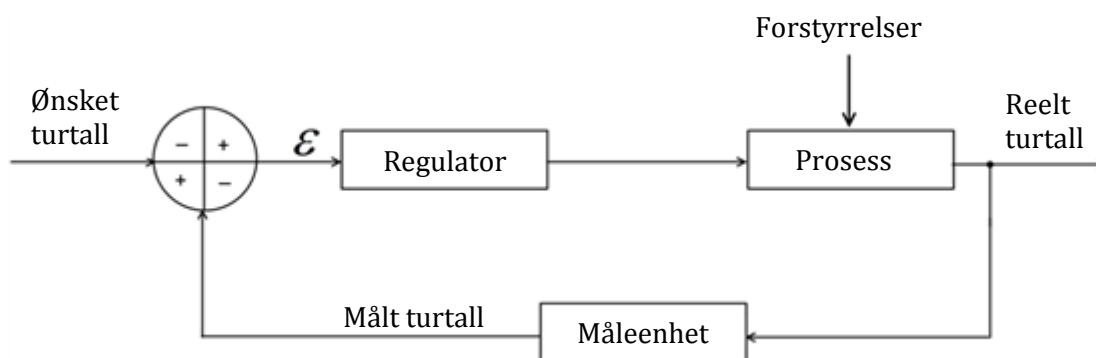 Forstyrrelser
Ønsket
turtall
Reelt
turtall
− +
+ −
ε
Regulator
Prosess
Målt turtall
Måleenhet